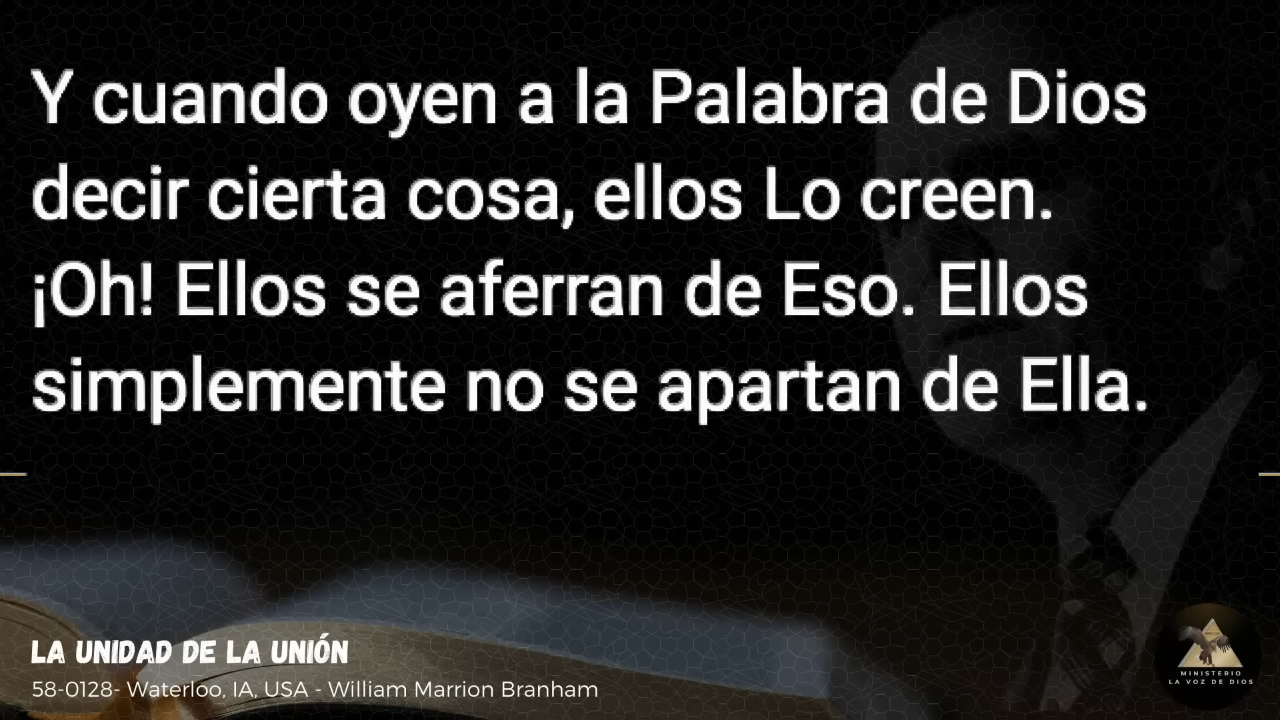 Y cuando oyen a la Palabra de Dios
decir cierta cosa, ellos Lo creen.
¡Oh! Ellos se aferran de Eso. Ellos
simplemente no se apartan de Ella.
LA UNIDAD DE LA UNIÓN
58-0128- Waterloo, IA, USA - William Marrion Branham
MINISTERIO
LA VOZ DE DIOS